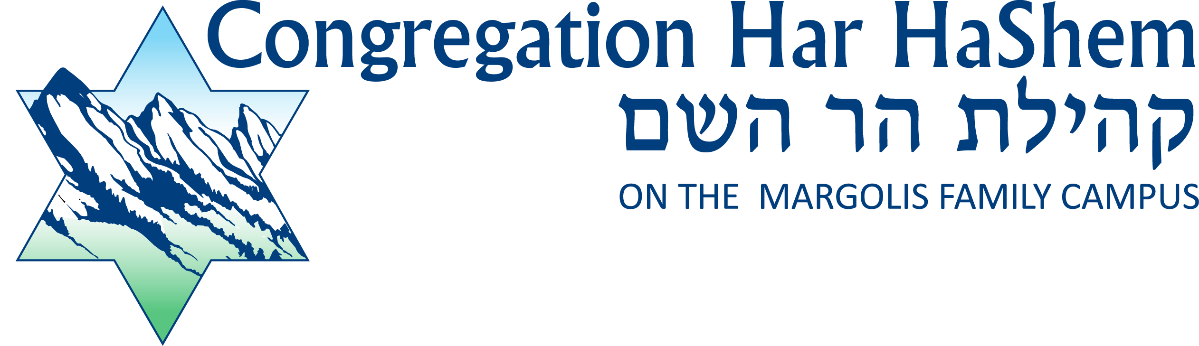 Congregation Har HaShem
קהילת הר השם
ON THE MARGOLIS FAMILY CAMPUS